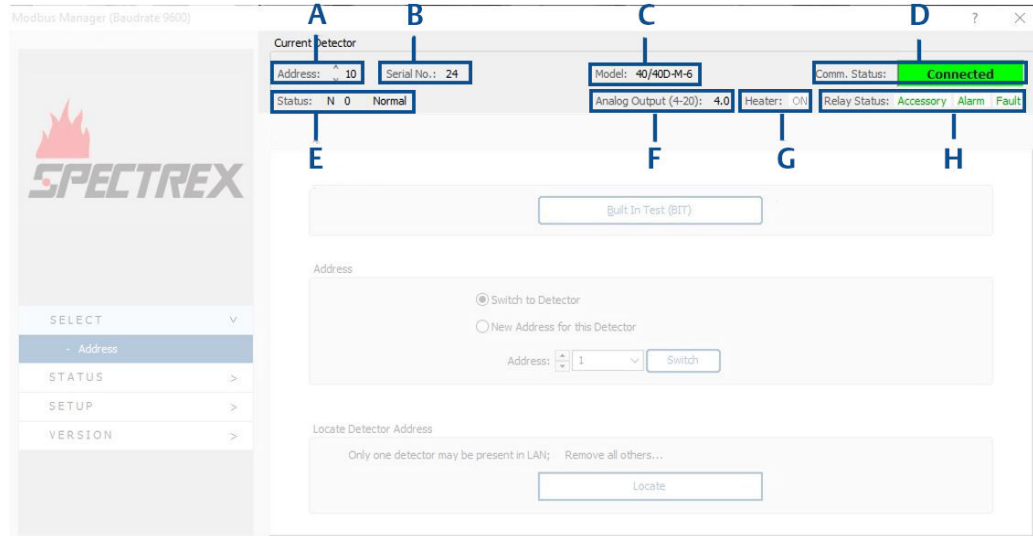 Modbus Manager (Baudrate 9600) ? ×
A B C D
Current Detector
Address: 10 Serial No.: 24 Model: 40/40D-M-6 Comm. Status: Connected
Status: N 0 Normal Analog Output (4-20): 4.0 Heater: ON Relay Status: Accessory Alarm Fault
E F G H
SPECTREX
Built In Test (BIT)
Address
Switch to Detector
New Address for this Detector
Address: 1 Switch
SELECT
- Address
STATUS >
SETUP >
VERSION >
Locate Detector Address
Only one detector may be present in LAN; Remove all others...
Locate